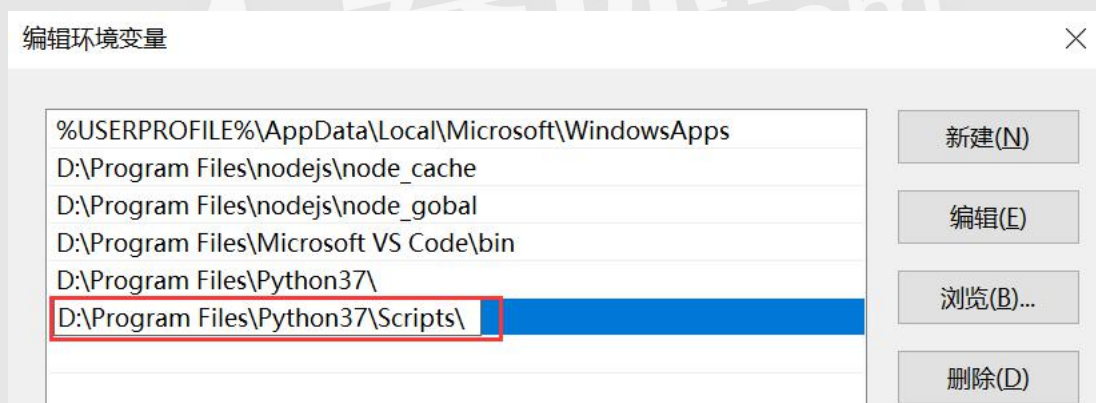 编辑环境变量
%USERPROFILE%\AppData\Local\Microsoft\WindowsApps
新建(N)
D:\Program Files\nodejs\node_cache
D:\Program Files\nodejs\node_gobal
编辑(E)
D:\Program Files\Microsoft VS Code\bin
D:\Program Files\Python37\
浏览(B)...
D:\Program Files\Python37\Scripts\
删除(D)